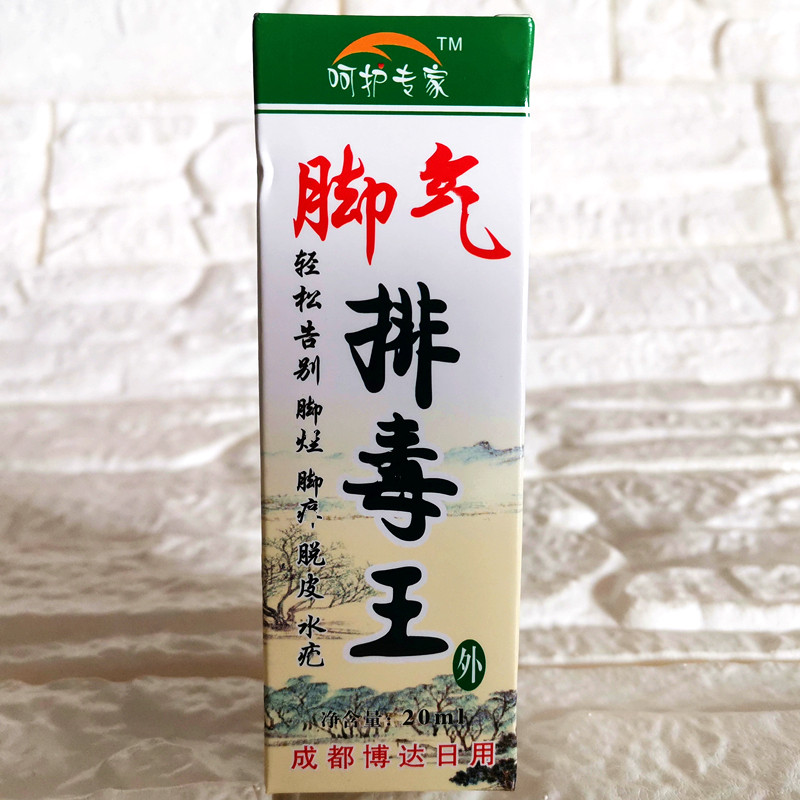 TM
呵护专家
脚气
排毒王
轻松告别 脚烂 脚痒，脱皮，水疱
外
净含量：20ml
成都博达日用